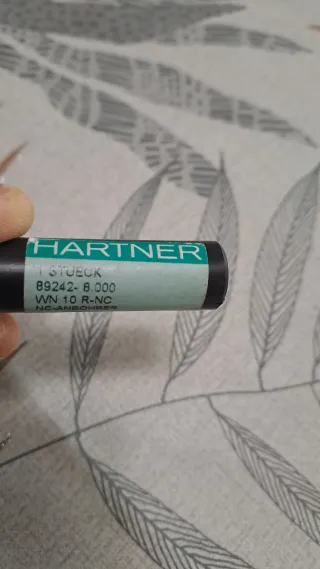 HARTNER
1 STUECK
89242- 6.000
WN 10 R-NC
NC-ANBOHRER